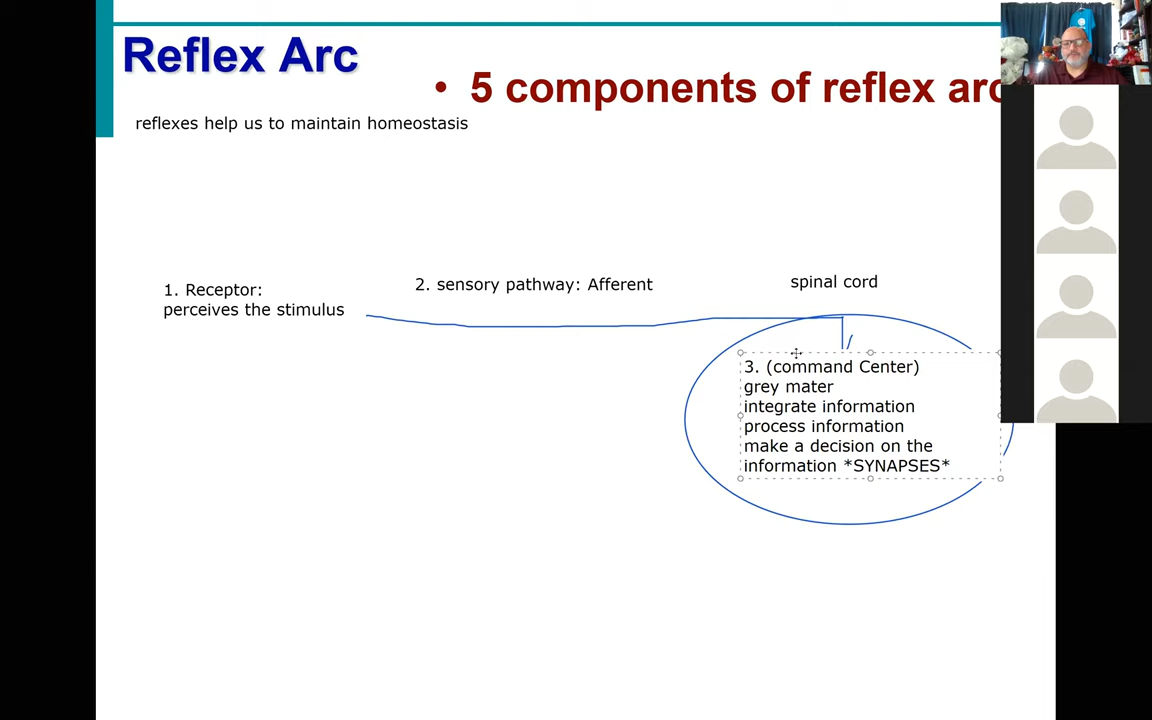 Reflex Arc
• 5 components of reflex arc
reflexes help us to maintain homeostasis
1. Receptor:
perceives the stimulus
2. sensory pathway: Afferent
spinal cord
3. (command Center)
grey mater
integrate information
process information
make a decision on the
information *SYNAPSES*